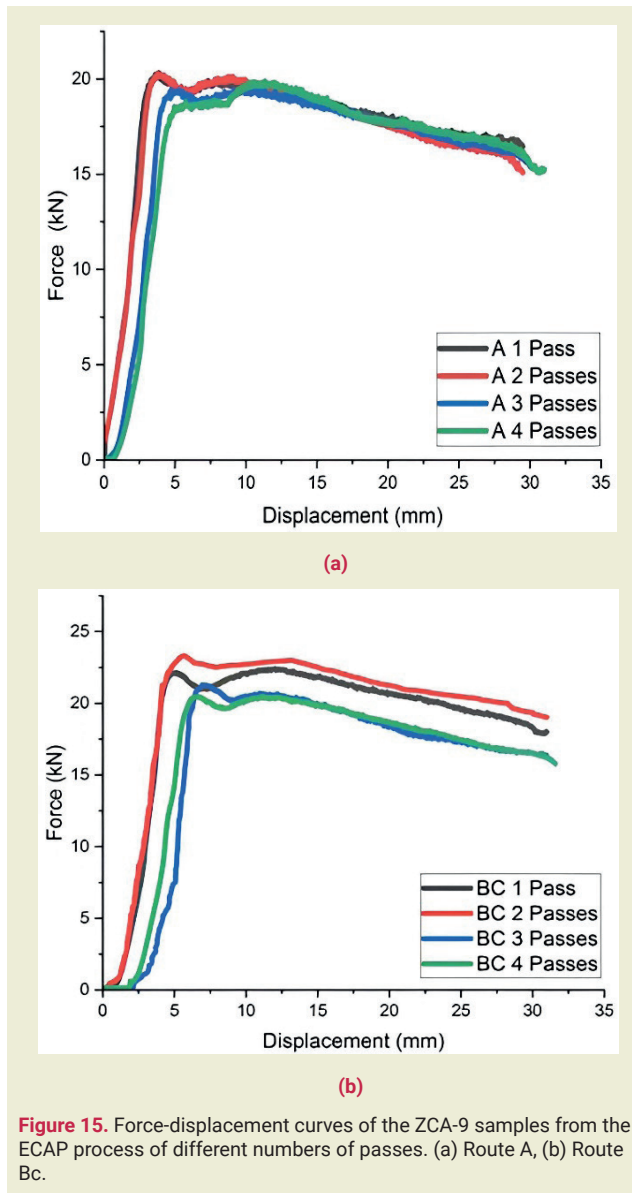 20
15
10
5
0
Force (kN)
A 1 Pass
A 2 Passes
A 3 Passes
A 4 Passes
0 5 10 15 20 25 30 35
Displacement (mm)
(a)
25
20
15
10
5
0
Force (kN)
BC 1 Pass
BC 2 Passes
BC 3 Passes
BC 4 Passes
0 5 10 15 20 25 30 35
Displacement (mm)
(b)
Figure 15. Force-displacement curves of the ZCA-9 samples from the
ECAP process of different numbers of passes. (a) Route A, (b) Route
Bc.